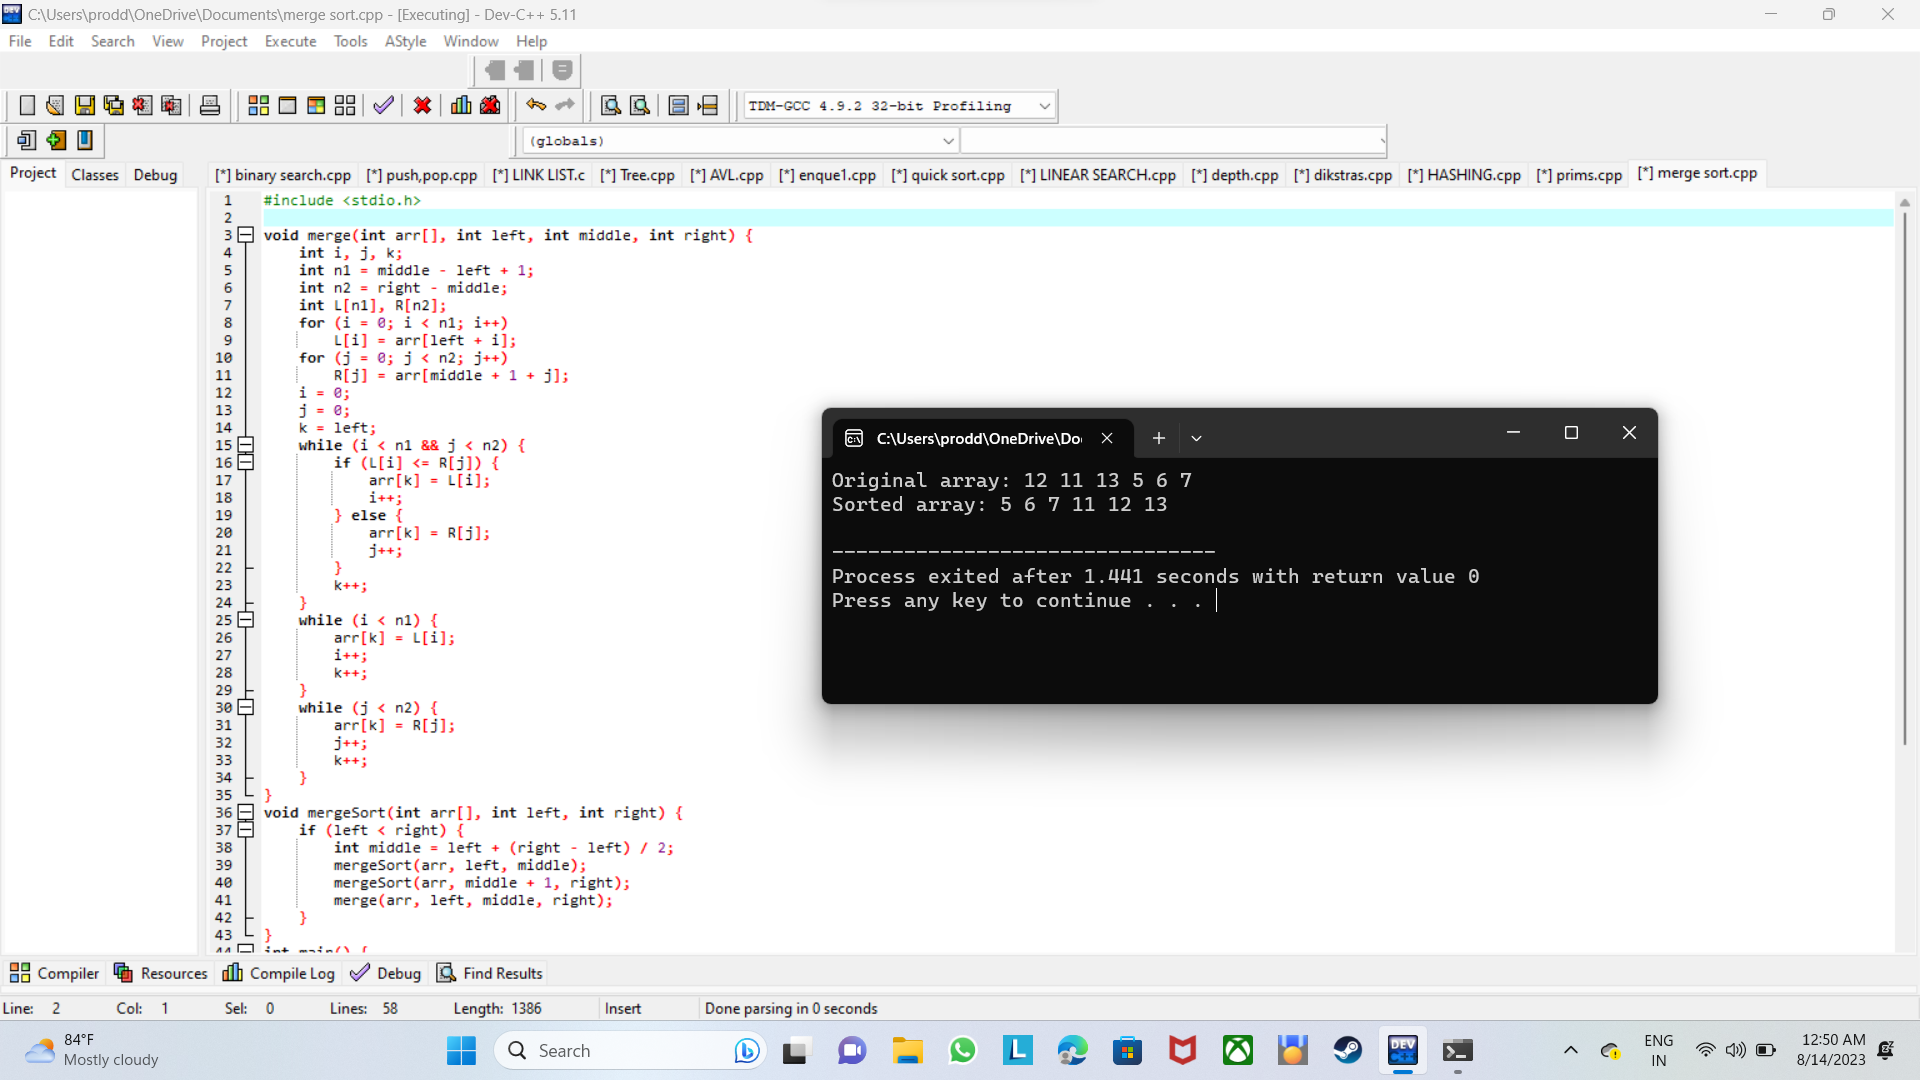 C:\Users\prodd\OneDrive\Documents\merge sort.cpp - [Executing] - Dev-C++ 5.11
File Edit Search View Project Execute Tools AStyle Window Help
TDM-GCC 4.9.2 32-bit Profiling
(globals)
Project Classes Debug
[*] binary search.cpp [*] push,pop.cpp [*] LINK LIST.c [*] Tree.cpp [*] AVL.cpp [*] enque1.cpp [*] quick sort.cpp [*] LINEAR SEARCH.cpp [*] depth.cpp [*] dikstras.cpp [*] HASHING.cpp [*] prims.cpp [*] merge sort.cpp
1 #include <stdio.h>
2
3 void merge(int arr[], int left, int middle, int right) {
4 int i, j, k;
5 int n1 = middle - left + 1;
6 int n2 = right - middle;
7 int L[n1], R[n2];
8 for (i = 0; i < n1; i++)
9 L[i] = arr[left + i];
10 for (j = 0; j < n2; j++)
11 R[j] = arr[middle + 1 + j];
12 i = 0;
13 j = 0;
14 k = left;
15 while (i < n1 && j < n2) {
16 if (L[i] <= R[j]) {
17 arr[k] = L[i];
18 i++;
19 } else {
20 arr[k] = R[j];
21 j++;
22 }
23 k++;
24 }
25 while (i < n1) {
26 arr[k] = L[i];
27 i++;
28 k++;
29 }
30 while (j < n2) {
31 arr[k] = R[j];
32 j++;
33 k++;
34 }
35 }
36 void mergeSort(int arr[], int left, int right) {
37 if (left < right) {
38 int middle = left + (right - left) / 2;
39 mergeSort(arr, left, middle);
40 mergeSort(arr, middle + 1, right);
41 merge(arr, left, middle, right);
42 }
43 }
44 int main() {
C:\Users\prodd\OneDrive\Do
Original array: 12 11 13 5 6 7
Sorted array: 5 6 7 11 12 13
--------------------------------
Process exited after 1.441 seconds with return value 0
Press any key to continue . . .
Compiler Resources Compile Log Debug Find Results
Line: 2 Col: 1 Sel: 0 Lines: 58 Length: 1386 Insert Done parsing in 0 seconds
84°F
Mostly cloudy
Search
L
DEV
C++
ENG
IN
12:50 AM
8/14/2023